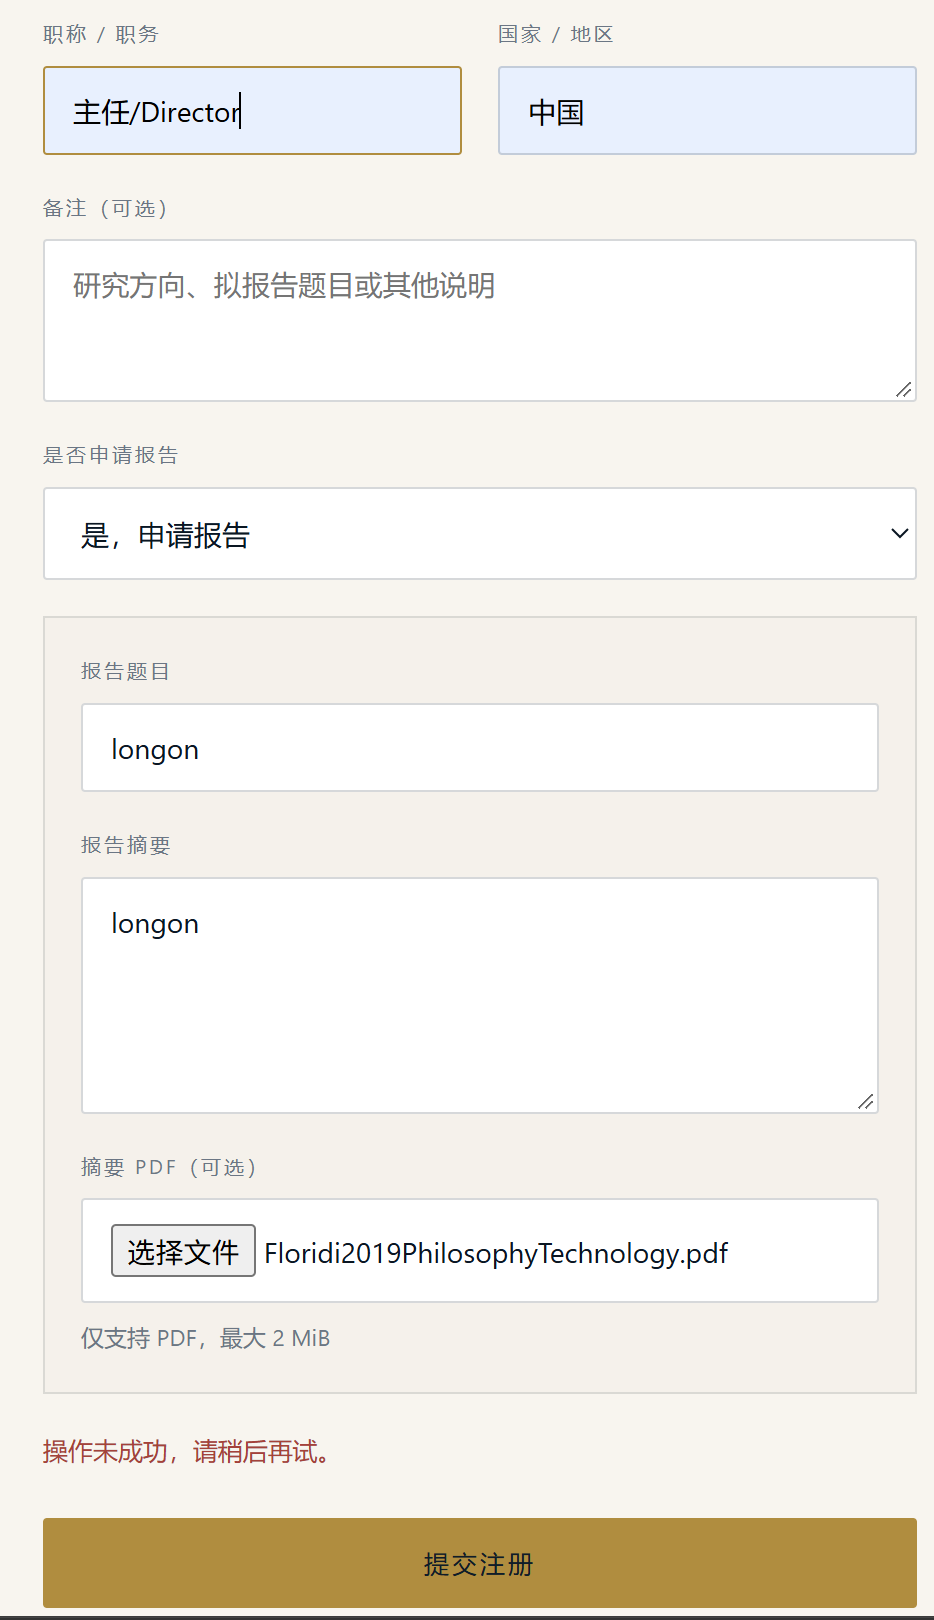 职称 / 职务
国家 / 地区
主任/Director
中国
备注（可选）
研究方向、拟报告题目或其他说明
是否申请报告
是，申请报告
报告题目
longon
报告摘要
longon
摘要 PDF（可选）
选择文件 Floridi2019PhilosophyTechnology.pdf
仅支持 PDF，最大 2 MiB
操作未成功，请稍后再试。
提交注册